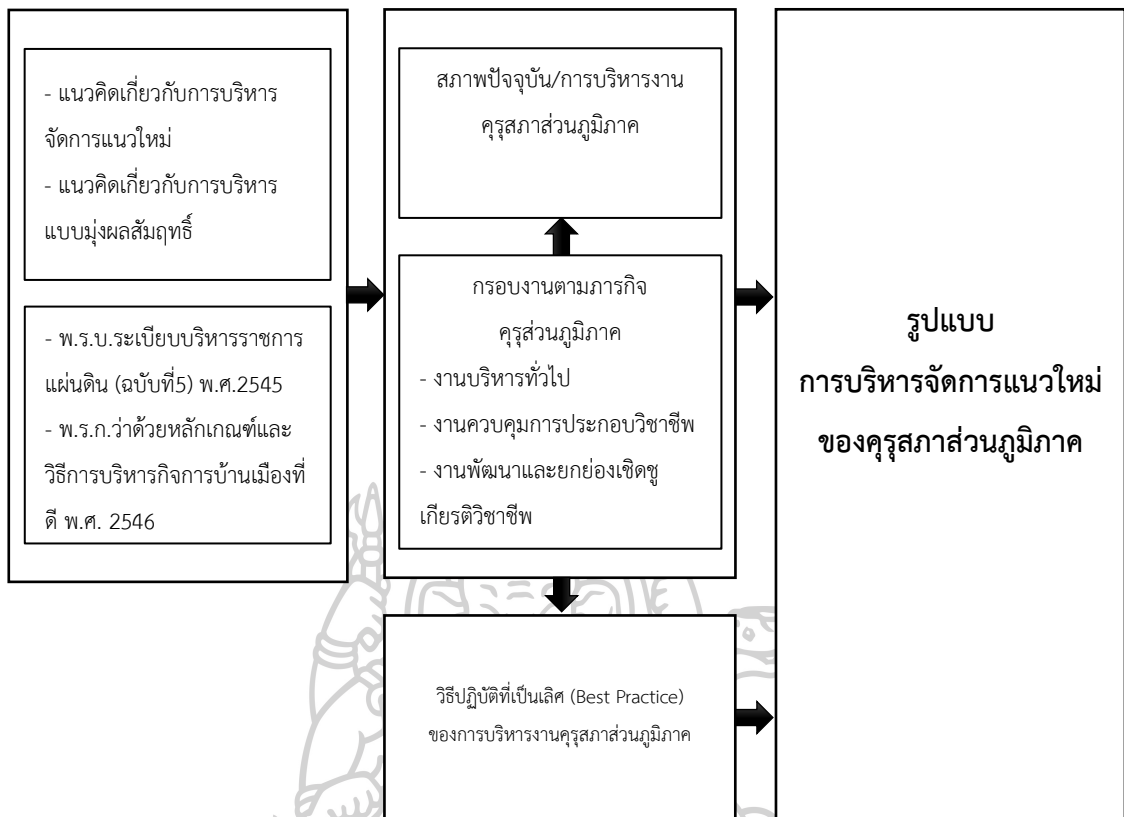 - แนวคิดเกี่ยวกับการบริหาร
จัดการแนวใหม่
- แนวคิดเกี่ยวกับการบริหาร
แบบมุ่งผลสัมฤทธิ์
- พ.ร.บ.ระเบียบบริหารราชการ
แผ่นดิน (ฉบับที่5) พ.ศ.2545
- พ.ร.ก.ว่าด้วยหลักเกณฑ์และ
วิธีการบริหารกิจการบ้านเมืองที่
ดี พ.ศ. 2546
สภาพปัจจุบัน/การบริหารงาน
คุรุสภาส่วนภูมิภาค
กรอบงานตามภารกิจ
คุรุส่วนภูมิภาค
- งานบริหารทั่วไป
- งานควบคุมการประกอบวิชาชีพ
- งานพัฒนาและยกย่องเชิดชู
เกียรติวิชาชีพ
วิธีปฏิบัติที่เป็นเลิศ (Best Practice)
ของการบริหารงานคุรุสภาส่วนภูมิภาค
รูปแบบ
การบริหารจัดการแนวใหม่
ของคุรุสภาส่วนภูมิภาค